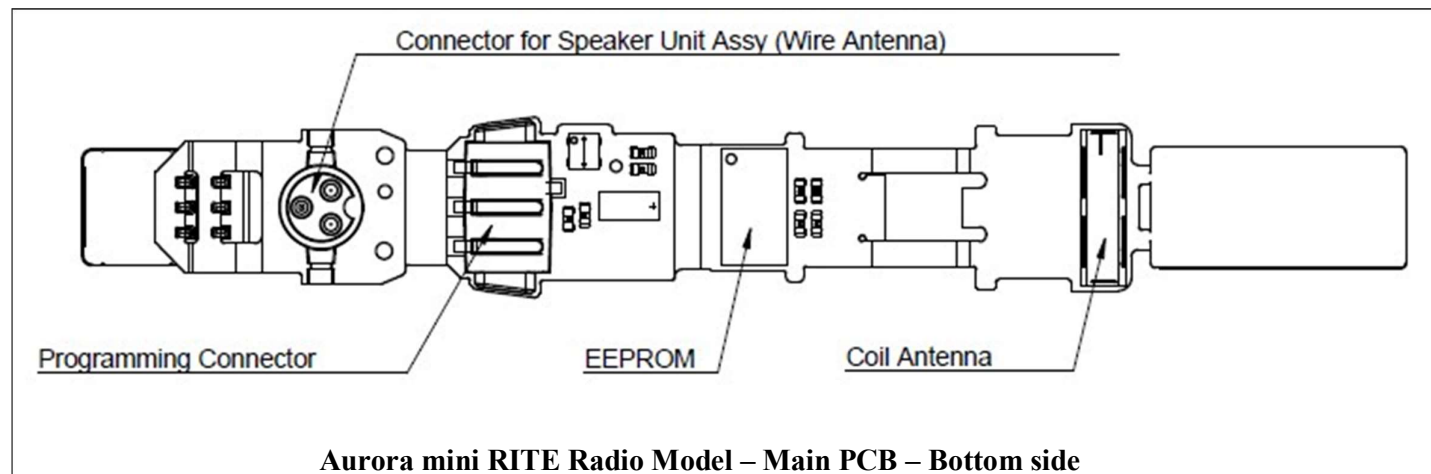 Connector for Speaker Unit Assy (Wire Antenna)
Programming Connector
EEPROM
Coil Antenna
Aurora mini RITE Radio Model – Main PCB – Bottom side